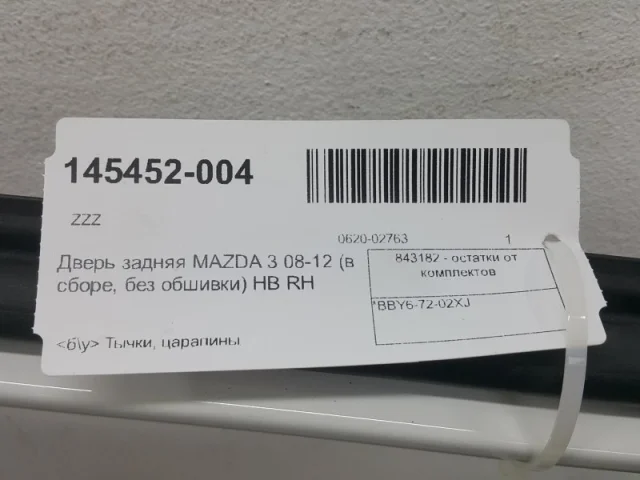 145452-004
zzz
0620-02763 1
Дверь задняя MAZDA 3 08-12 (в
сборе, без обшивки) HB RH
843182 - остатки от
комплектов
*BBY6-72-02XJ
<б\у> Тычки, царапины